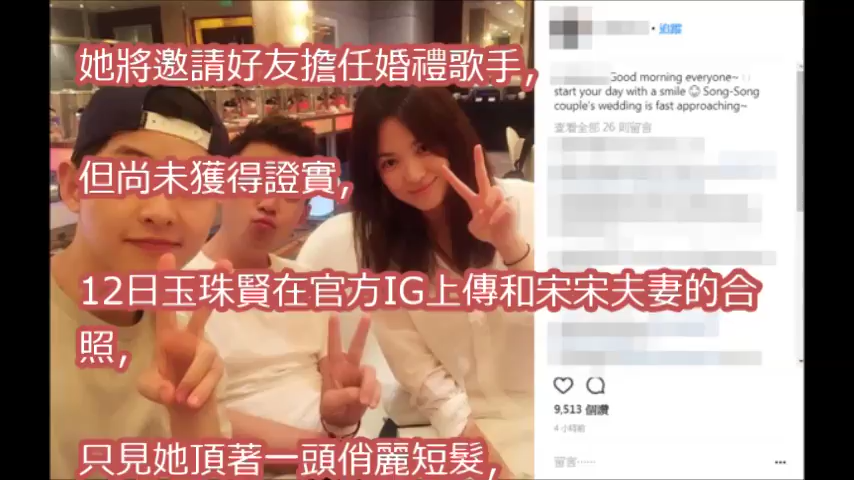 她將邀請好友擔任婚禮歌手，
但尚未獲得證實，
12日玉珠賢在官方IG上傳和宋宋夫妻的合
照，
只見她頂著一頭俏麗短髮，
• 追蹤
Good morning everyone~
start your day with a smile 😊 Song-Song
couple's wedding is fast approaching~
查看全部 26 則留言
9,513 個讚
4 小時前
留言⋯⋯